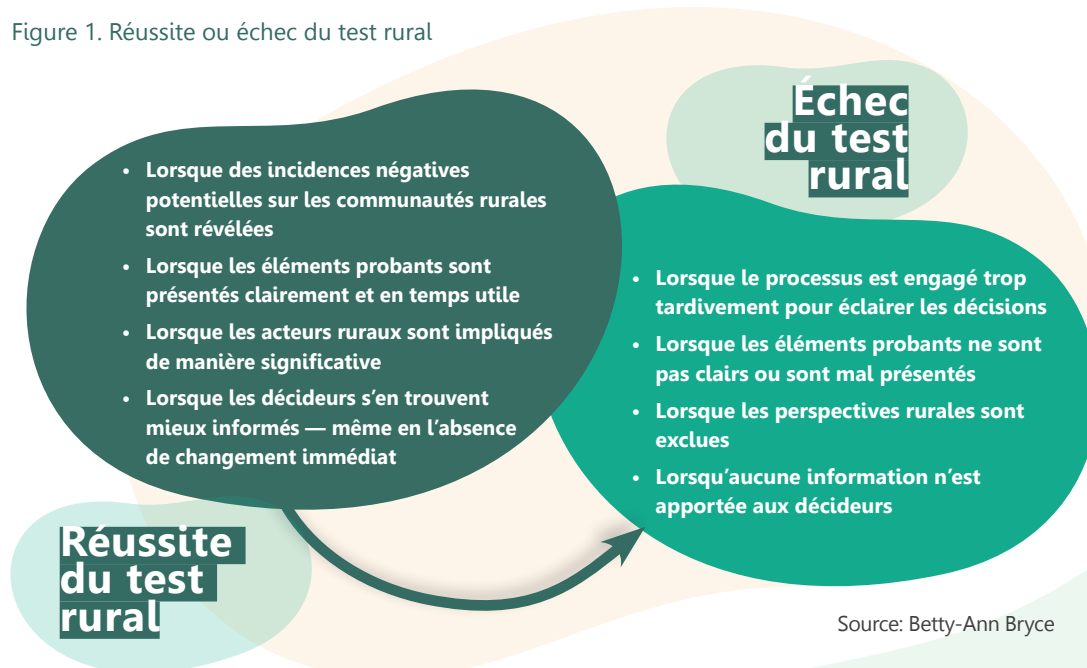 Figure 1. Réussite ou échec du test rural
Échec
du test
rural
• Lorsque des incidences négatives
potentielles sur les communautés rurales
sont révélées
• Lorsque les éléments probants sont
présentés clairement et en temps utile
• Lorsque les acteurs ruraux sont impliqués
de manière significative
• Lorsque les décideurs s’en trouvent
mieux informés — même en l’absence
de changement immédiat
• Lorsque le processus est engagé trop
tardivement pour éclairer les décisions
• Lorsque les éléments probants ne sont
pas clairs ou sont mal présentés
• Lorsque les perspectives rurales sont
exclues
• Lorsqu’aucune information n’est
apportée aux décideurs
Réussite
du test
rural
Source: Betty-Ann Bryce